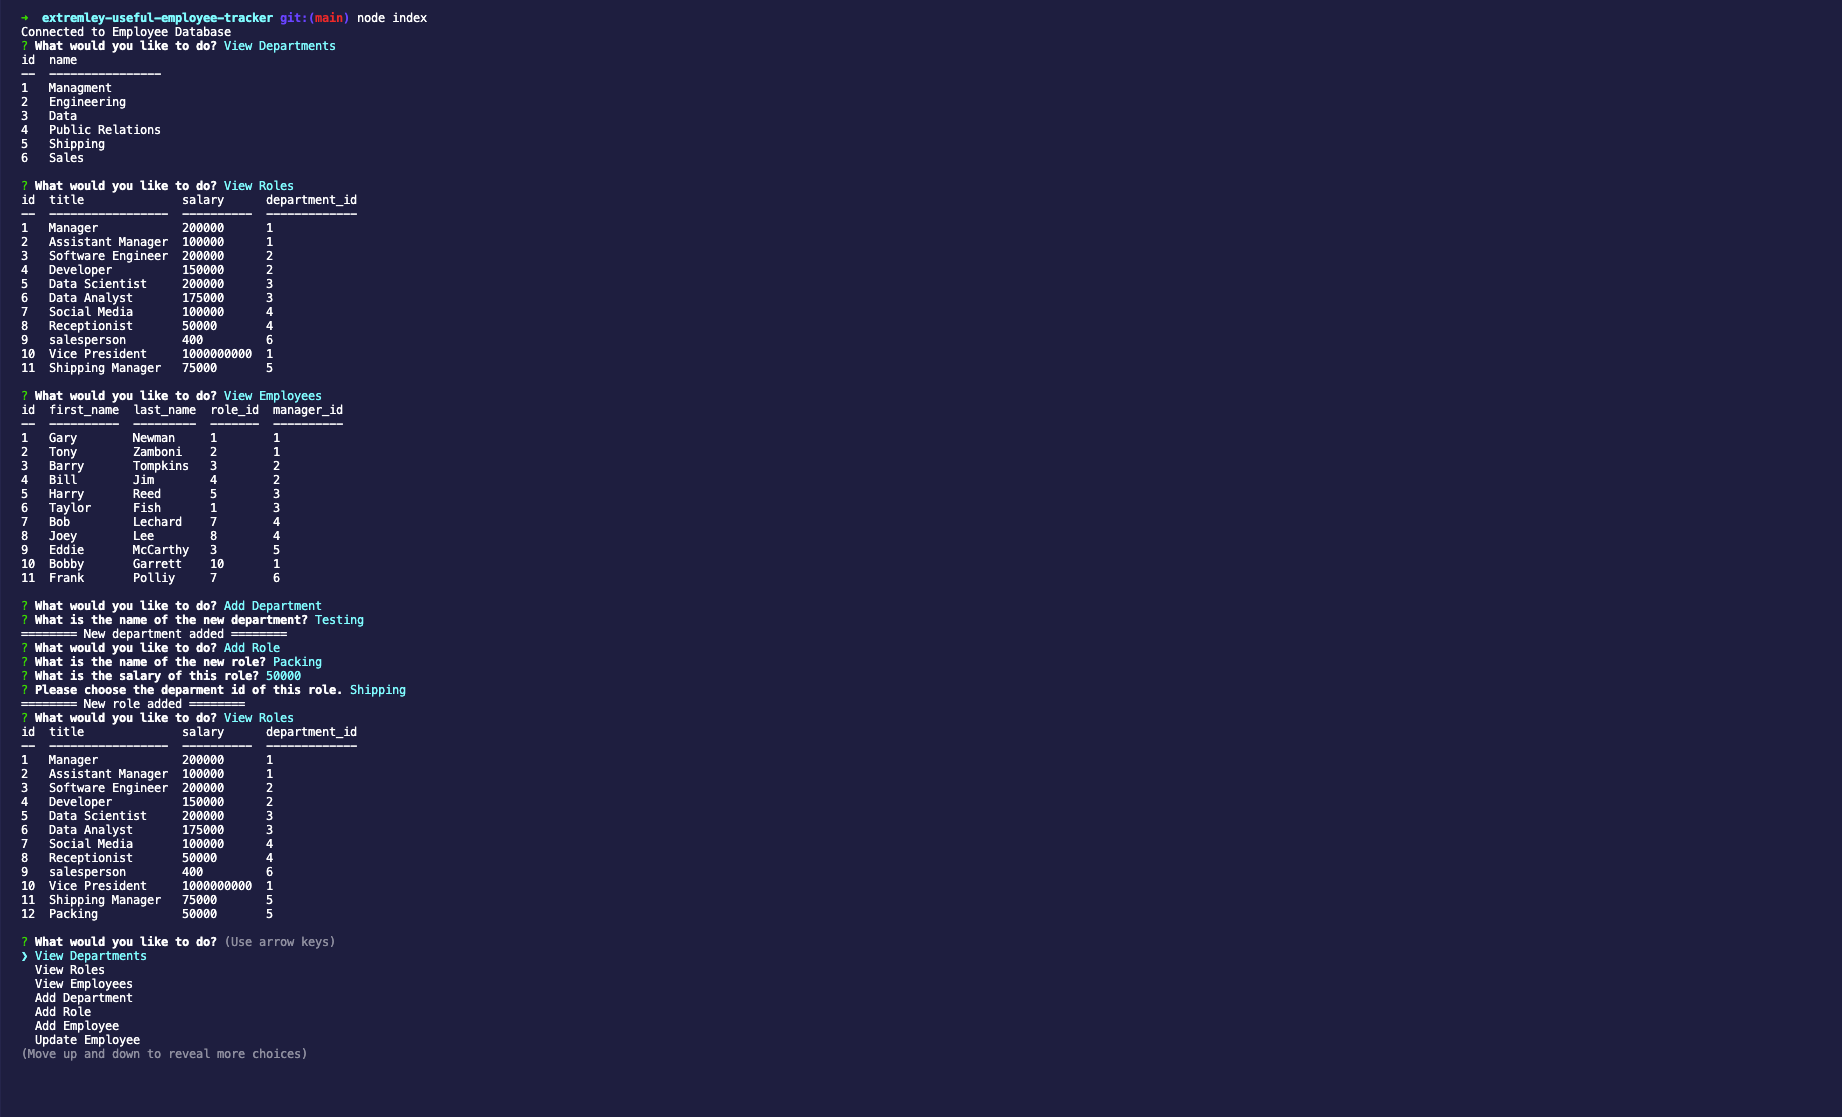 → extremley-useful-employee-tracker git:(main) node index
Connected to Employee Database
? What would you like to do? View Departments
id  name
--  ----------------
1   Managment
2   Engineering
3   Data
4   Public Relations
5   Shipping
6   Sales
? What would you like to do? View Roles
id  title              salary      department_id
--  -----------------  ----------  -------------
1   Manager            200000      1
2   Assistant Manager  100000      1
3   Software Engineer  200000      2
4   Developer          150000      2
5   Data Scientist     200000      3
6   Data Analyst       175000      3
7   Social Media       100000      4
8   Receptionist       50000       4
9   salesperson        400         6
10  Vice President     1000000000  1
11  Shipping Manager   75000       5
? What would you like to do? View Employees
id  first_name  last_name  role_id  manager_id
--  ----------  ---------  -------  ----------
1   Gary        Newman     1        1
2   Tony        Zamboni    2        1
3   Barry       Tompkins   3        2
4   Bill        Jim        4        2
5   Harry       Reed       5        3
6   Taylor      Fish       1        3
7   Bob         Lechard    7        4
8   Joey        Lee        8        4
9   Eddie       McCarthy   3        5
10  Bobby       Garrett    10       1
11  Frank       Polliy     7        6
? What would you like to do? Add Department
? What is the name of the new department? Testing
======== New department added ========
? What would you like to do? Add Role
? What is the name of the new role? Packing
? What is the salary of this role? 50000
? Please choose the deparment id of this role. Shipping
======== New role added ========
? What would you like to do? View Roles
id  title              salary      department_id
--  -----------------  ----------  -------------
1   Manager            200000      1
2   Assistant Manager  100000      1
3   Software Engineer  200000      2
4   Developer          150000      2
5   Data Scientist     200000      3
6   Data Analyst       175000      3
7   Social Media       100000      4
8   Receptionist       50000       4
9   salesperson        400         6
10  Vice President     1000000000  1
11  Shipping Manager   75000       5
12  Packing            50000       5
? What would you like to do? (Use arrow keys)
❯ View Departments
View Roles
View Employees
Add Department
Add Role
Add Employee
Update Employee
(Move up and down to reveal more choices)